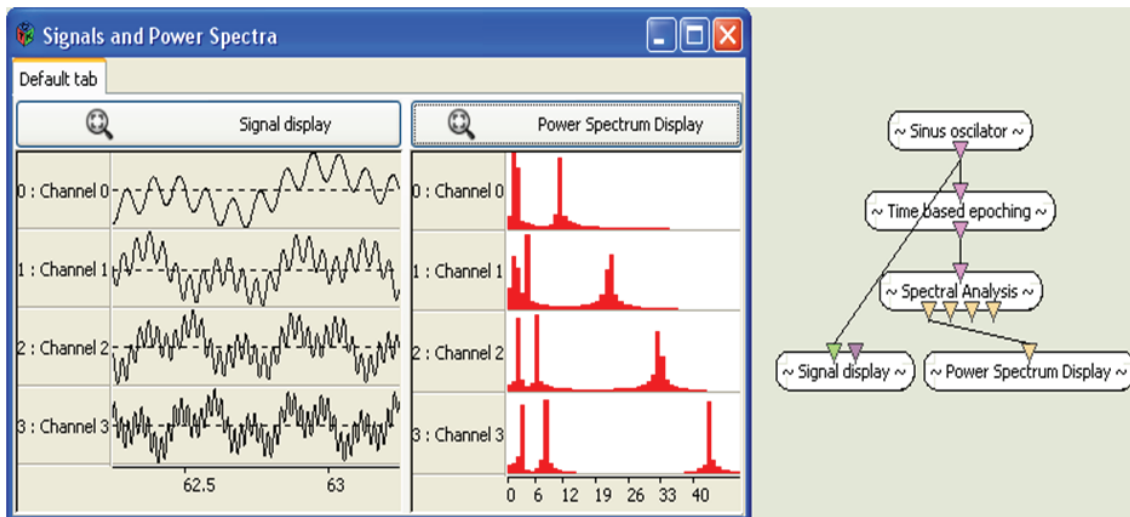 Signals and Power Spectra
Default tab
Signal display
Power Spectrum Display
0 : Channel 0
1 : Channel 1
2 : Channel 2
3 : Channel 3
62.5 63
0 : Channel 0
1 : Channel 1
2 : Channel 2
3 : Channel 3
0 6 12 19 26 33 40
~ Sinus oscilator ~
~ Time based epoching ~
~ Spectral Analysis ~
~ Signal display ~
~ Power Spectrum Display ~